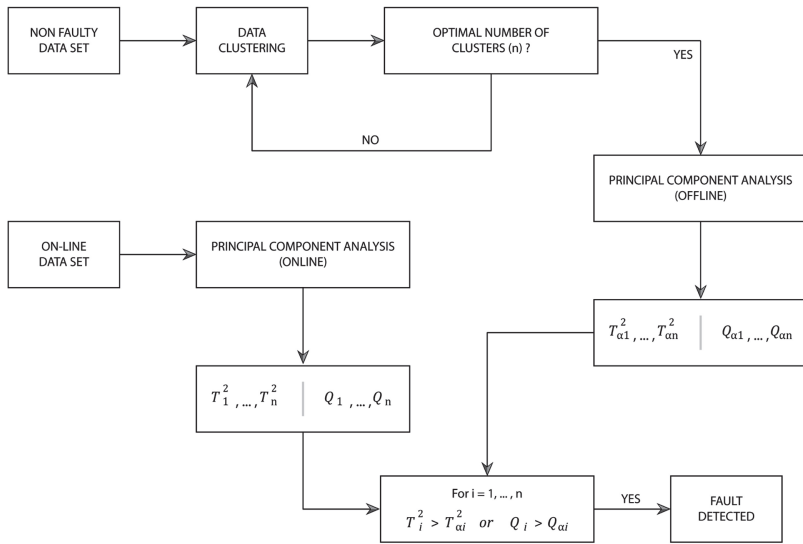 NON FAULTY
DATA SET
DATA
CLUSTERING
OPTIMAL NUMBER OF
CLUSTERS (n) ?
YES
NO
PRINCIPAL COMPONENT ANALYSIS
(OFFLINE)
ON-LINE
DATA SET
PRINCIPAL COMPONENT ANALYSIS
(ONLINE)
T²α1 , ..., T²αn | Qα1 , ..., Qαn
T²1 , ..., T²n | Q1 , ..., Qn
For i = 1, ... , n
T²i > T²αi or Qi > Qαi
YES
FAULT
DETECTED